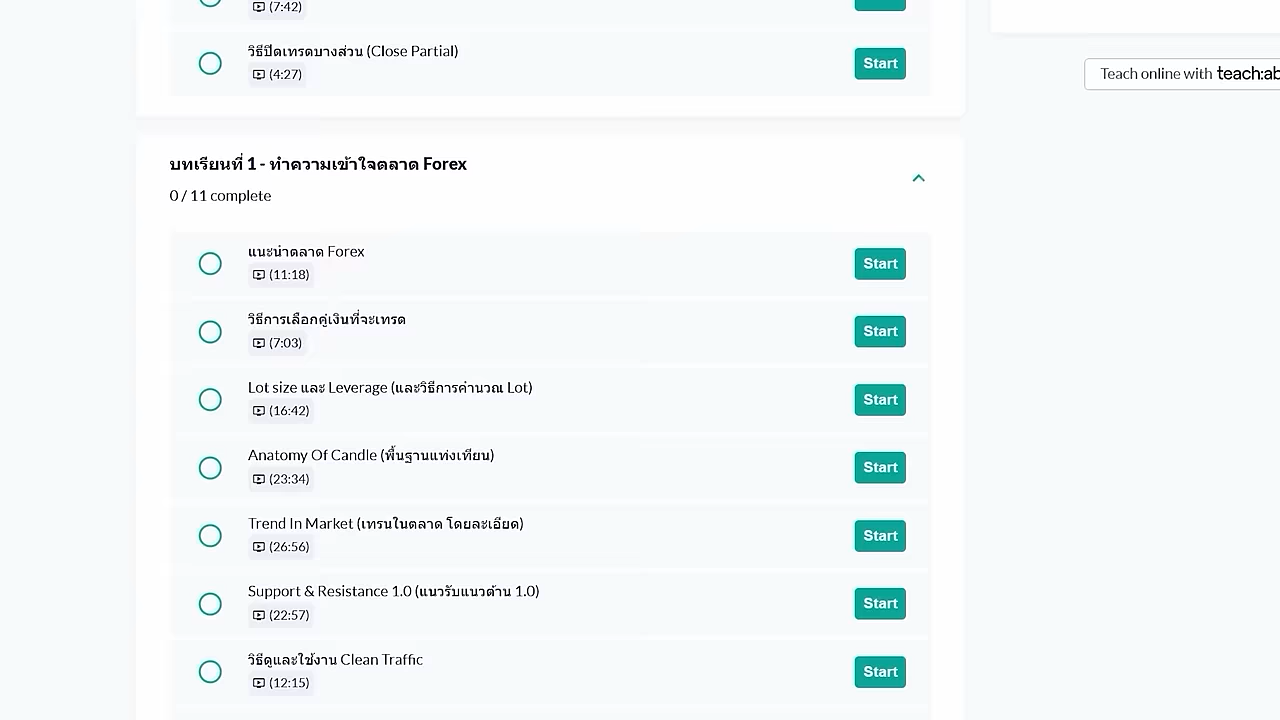 (7:42)
วิธีปิดเทรดบางส่วน (Close Partial)
(4:27)
Start
Teach online with teach:ab
บทเรียนที่ 1 - ทำความเข้าใจตลาด Forex
0 / 11 complete
แนะนำตลาด Forex
(11:18)
Start
วิธีการเลือกคู่เงินที่จะเทรด
(7:03)
Start
Lot size และ Leverage (และวิธีการคำนวณ Lot)
(16:42)
Start
Anatomy Of Candle (พื้นฐานแท่งเทียน)
(23:34)
Start
Trend In Market (เทรนในตลาด โดยละเอียด)
(26:56)
Start
Support & Resistance 1.0 (แนวรับแนวต้าน 1.0)
(22:57)
Start
วิธีดูและใช้งาน Clean Traffic
(12:15)
Start